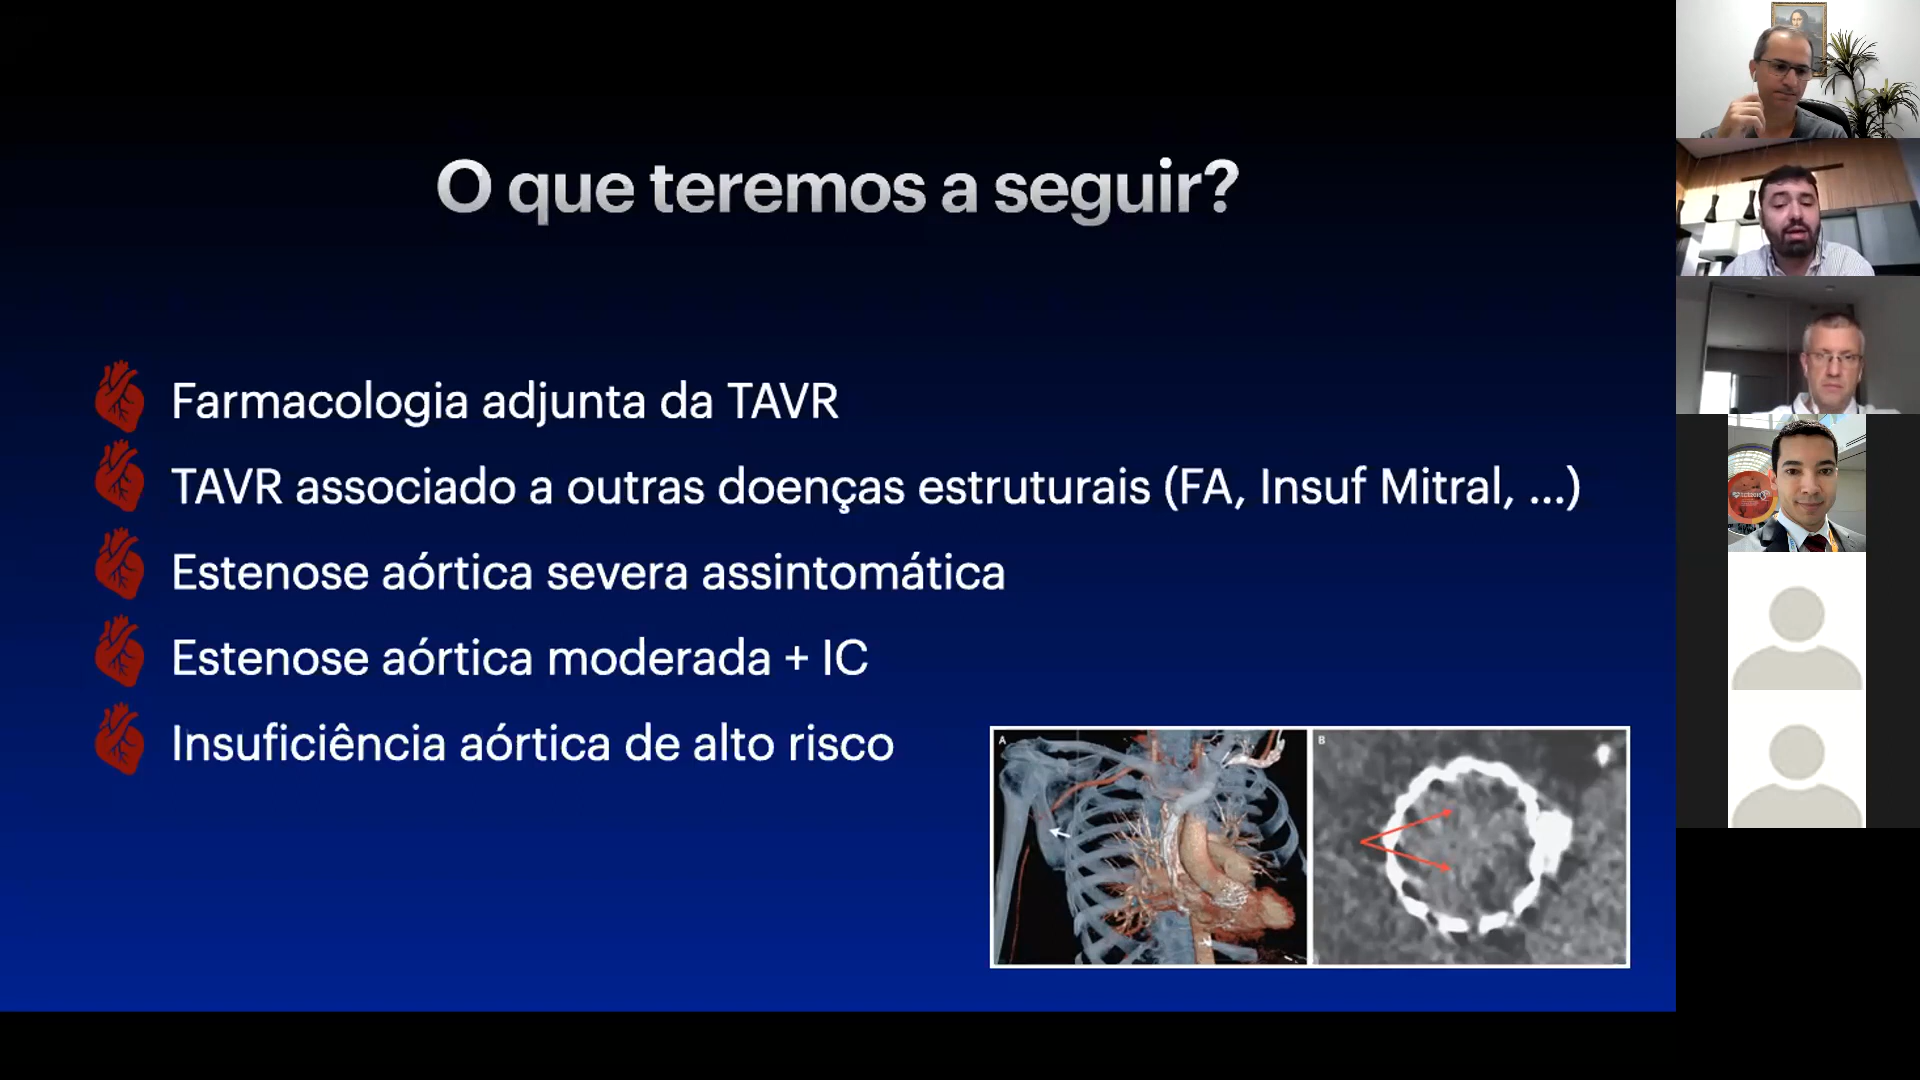 O que teremos a seguir?
Farmacologia adjunta da TAVR
TAVR associado a outras doenças estruturais (FA, Insuf Mitral, ...)
Estenose aórtica severa assintomática
Estenose aórtica moderada + IC
Insuficiência aórtica de alto risco
A
B